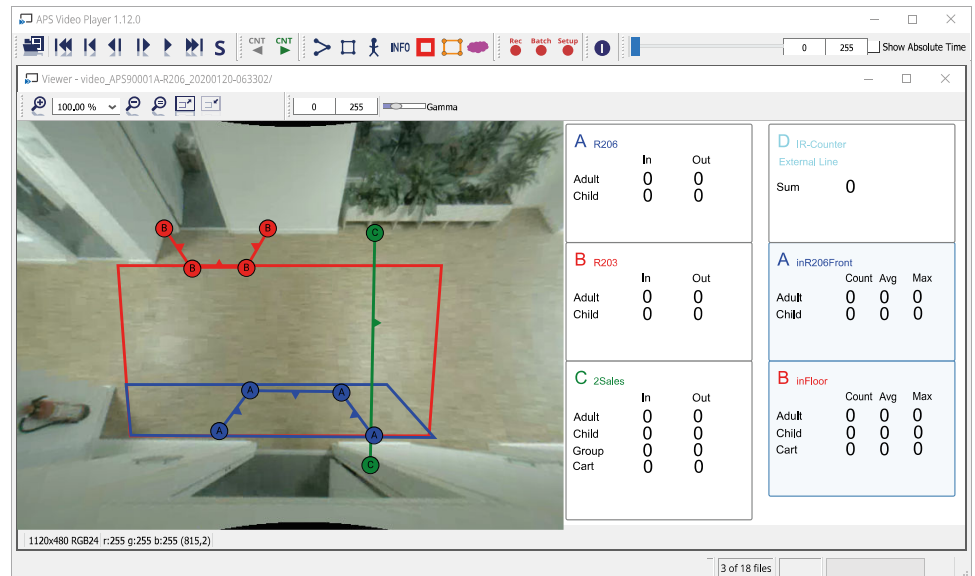 APS Video Player 1.12.0
S CNT CNT INFO Rec Batch Setup 0 255 Show Absolute Time
Viewer - video_APS90001A-R206_20200120-063302/
100,00 % 0 255 Gamma
B B C
B B
A A
A A
C
A R206
In Out
Adult 0 0
Child 0 0
B R203
In Out
Adult 0 0
Child 0 0
C 2Sales
In Out
Adult 0 0
Child 0 0
Group 0 0
Cart 0 0
D IR-Counter
External Line
Sum 0
A inR206Front
Count Avg Max
Adult 0 0 0
Child 0 0 0
B inFloor
Count Avg Max
Adult 0 0 0
Child 0 0 0
Cart 0 0 0
1120x480 RGB24 r:255 g:255 b:255 (815,2)
3 of 18 files